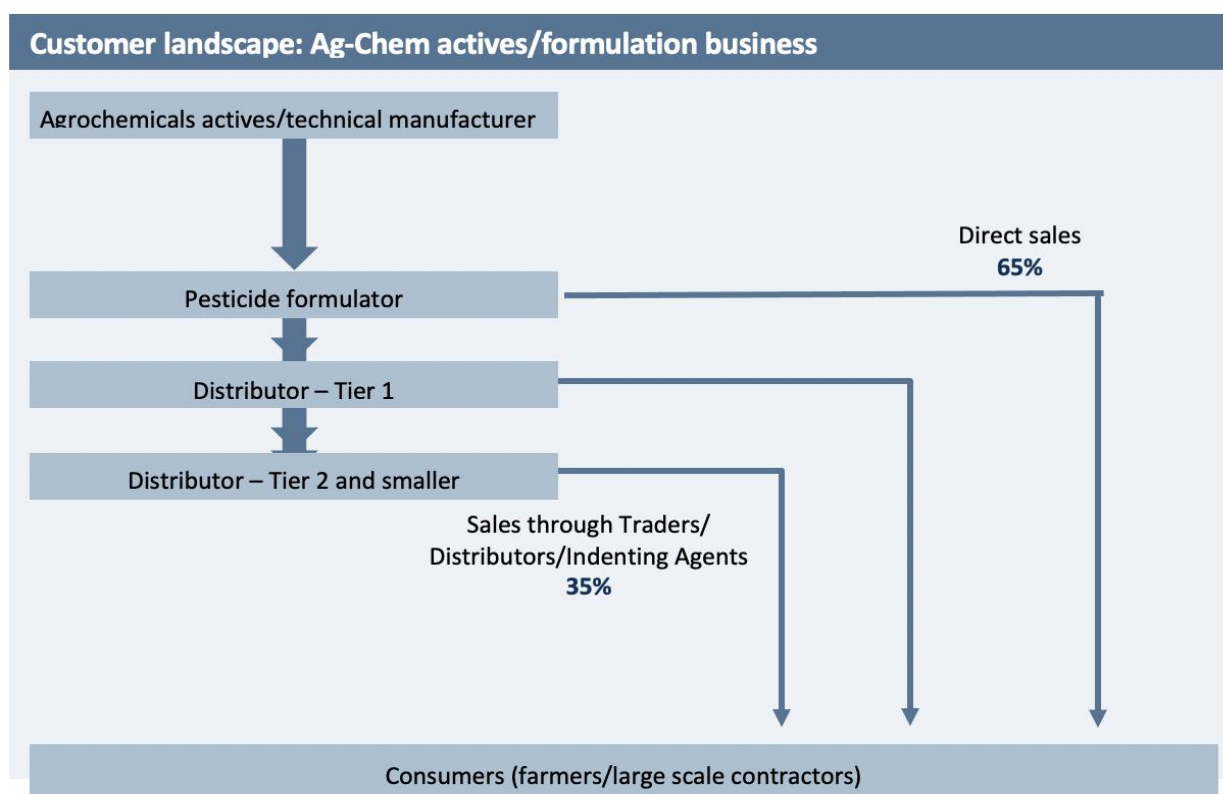 Customer landscape: Ag-Chem actives/formulation business
Agrochemicals actives/technical manufacturer
Direct sales
65%
Pesticide formulator
Distributor – Tier 1
Distributor – Tier 2 and smaller
Sales through Traders/
Distributors/Indenting Agents
35%
Consumers (farmers/large scale contractors)